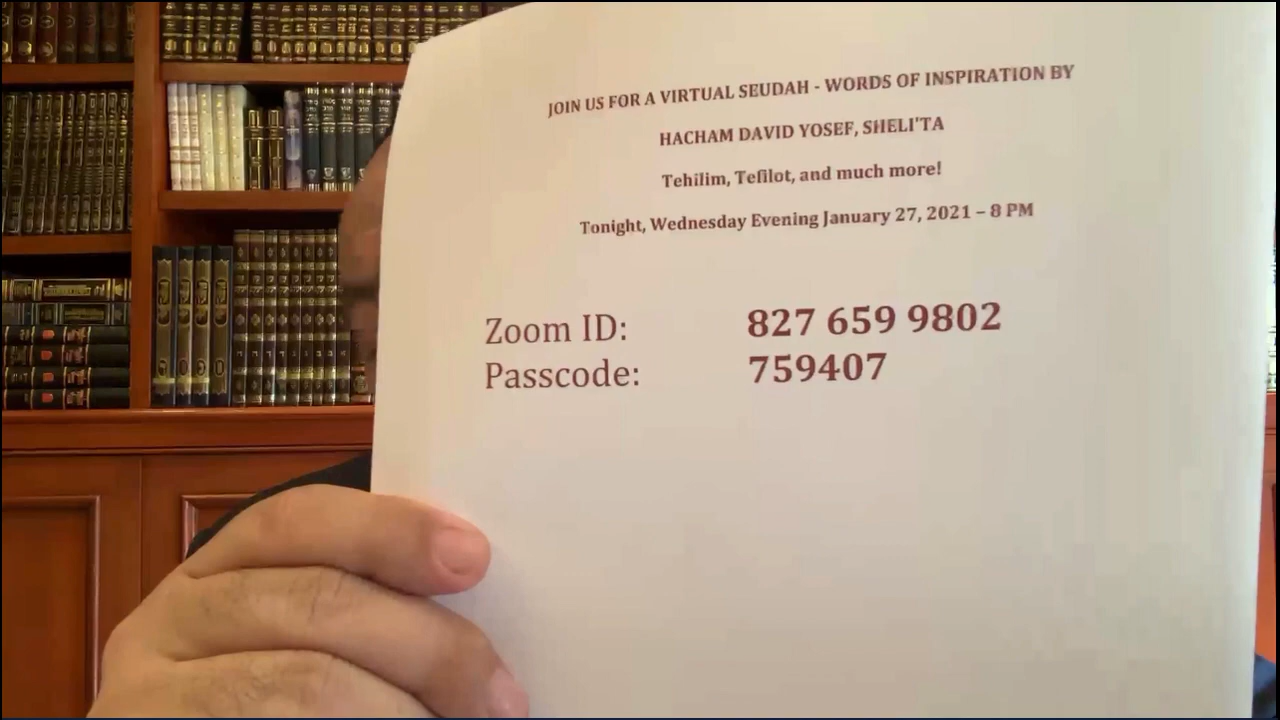 JOIN US FOR A VIRTUAL SEUDAH - WORDS OF INSPIRATION BY
HACHAM DAVID YOSEF, SHELI'TA
Tehilim, Tefilot, and much more!
Tonight, Wednesday Evening January 27, 2021 – 8 PM
Zoom ID: 827 659 9802
Passcode: 759407